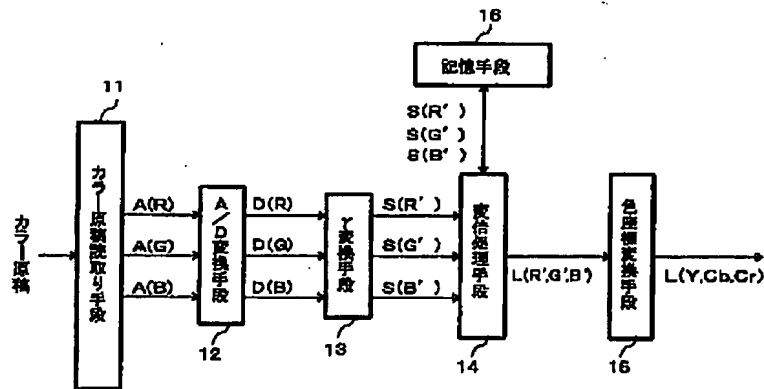 16
記憶手段
11
S(R')
S(G')
S(B')
カラー原稿
カラー原稿読取り手段
A(R)
A(G)
A(B)
A/D変換手段
12
D(R)
D(G)
D(B)
γ変換手段
13
S(R')
S(G')
S(B')
変倍処理手段
14
L(R',G',B')
色座標変換手段
15
L(Y,Cb,Cr)